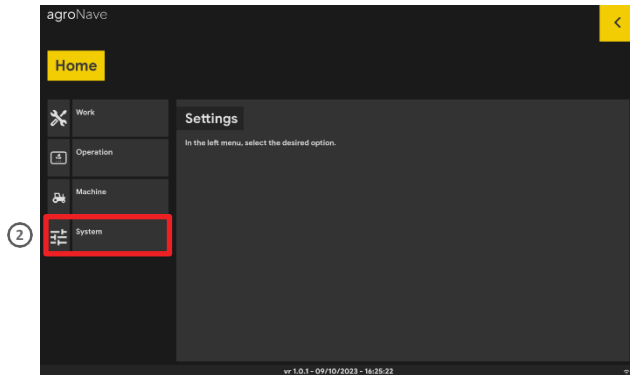 agroNave
Home
Work
Operation
Machine
2
System
Settings
In the left menu, select the desired option.
vr 1.0.1 - 09/10/2023 - 16:25:22